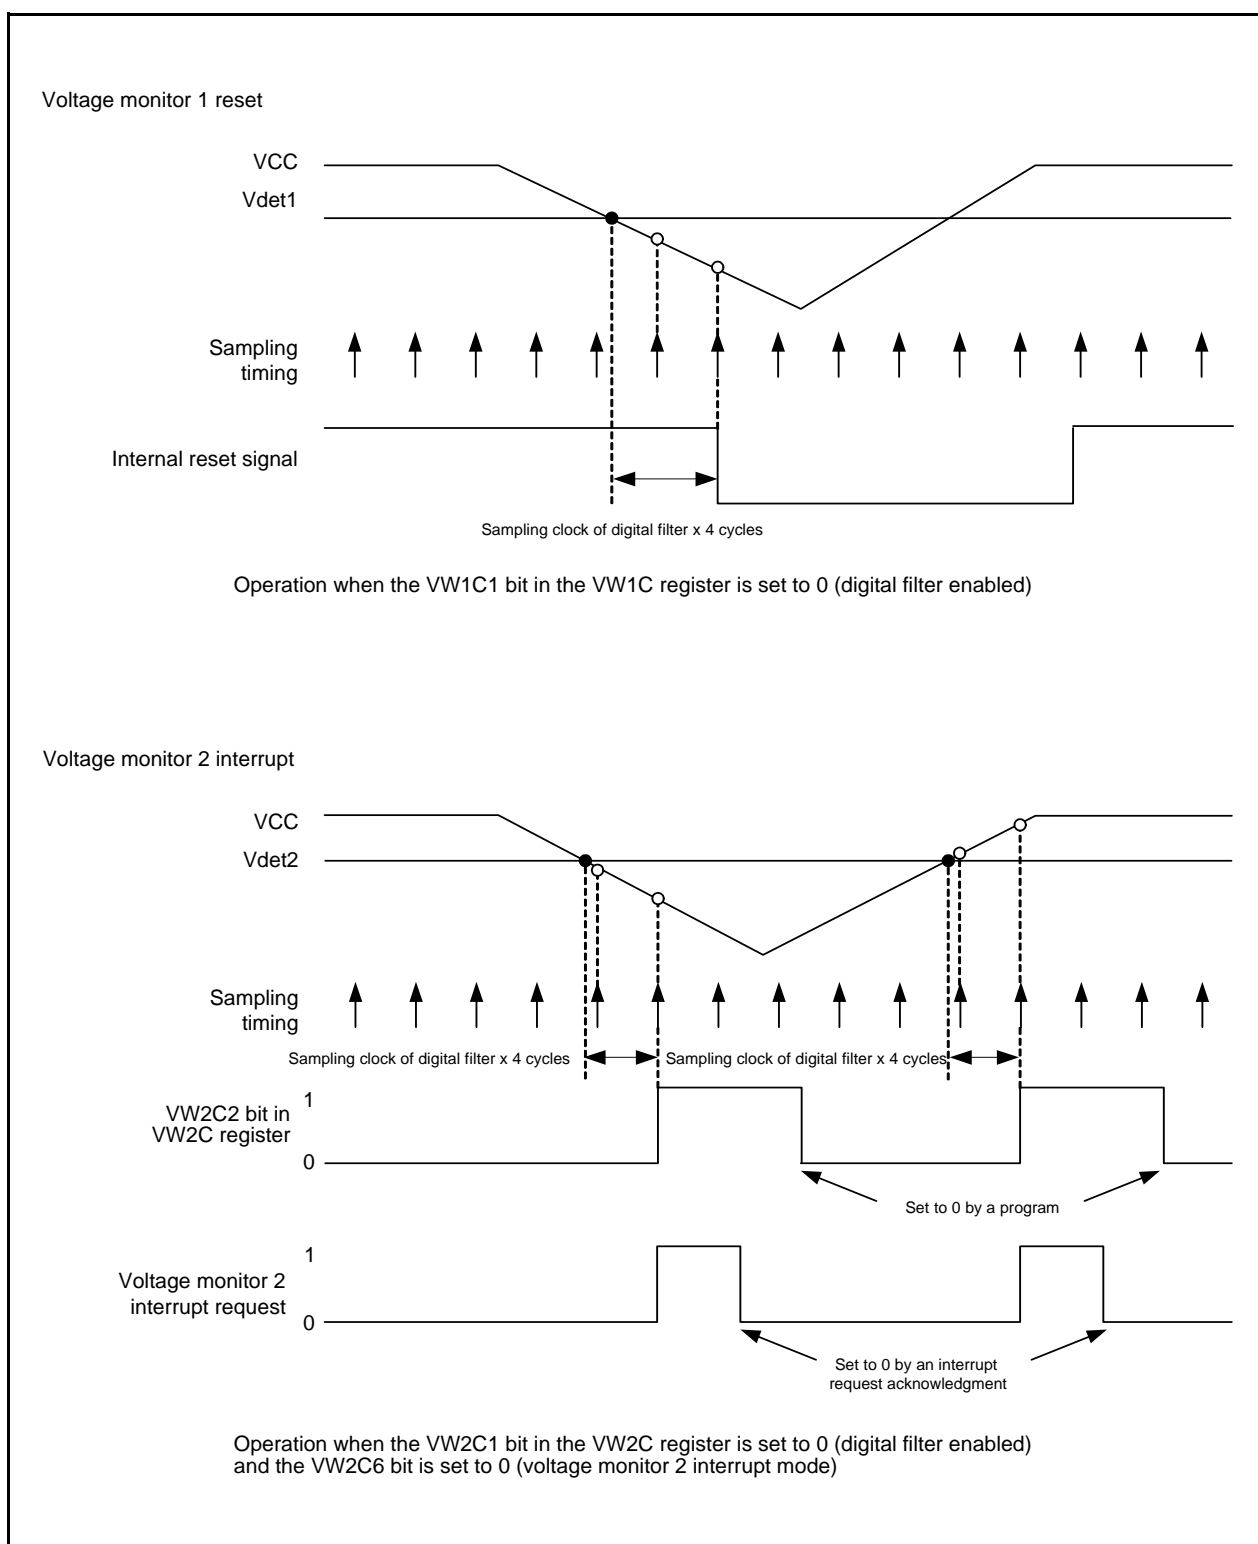 Voltage monitor 1 reset
VCC
Vdet1
Sampling
timing
Internal reset signal
Sampling clock of digital filter x 4 cycles
Operation when the VW1C1 bit in the VW1C register is set to 0 (digital filter enabled)
Voltage monitor 2 interrupt
VCC
Vdet2
Sampling
timing
Sampling clock of digital filter x 4 cycles
Sampling clock of digital filter x 4 cycles
1
VW2C2 bit in
VW2C register
0
Set to 0 by a program
1
Voltage monitor 2
interrupt request
0
Set to 0 by an interrupt
request acknowledgment
Operation when the VW2C1 bit in the VW2C register is set to 0 (digital filter enabled)
and the VW2C6 bit is set to 0 (voltage monitor 2 interrupt mode)